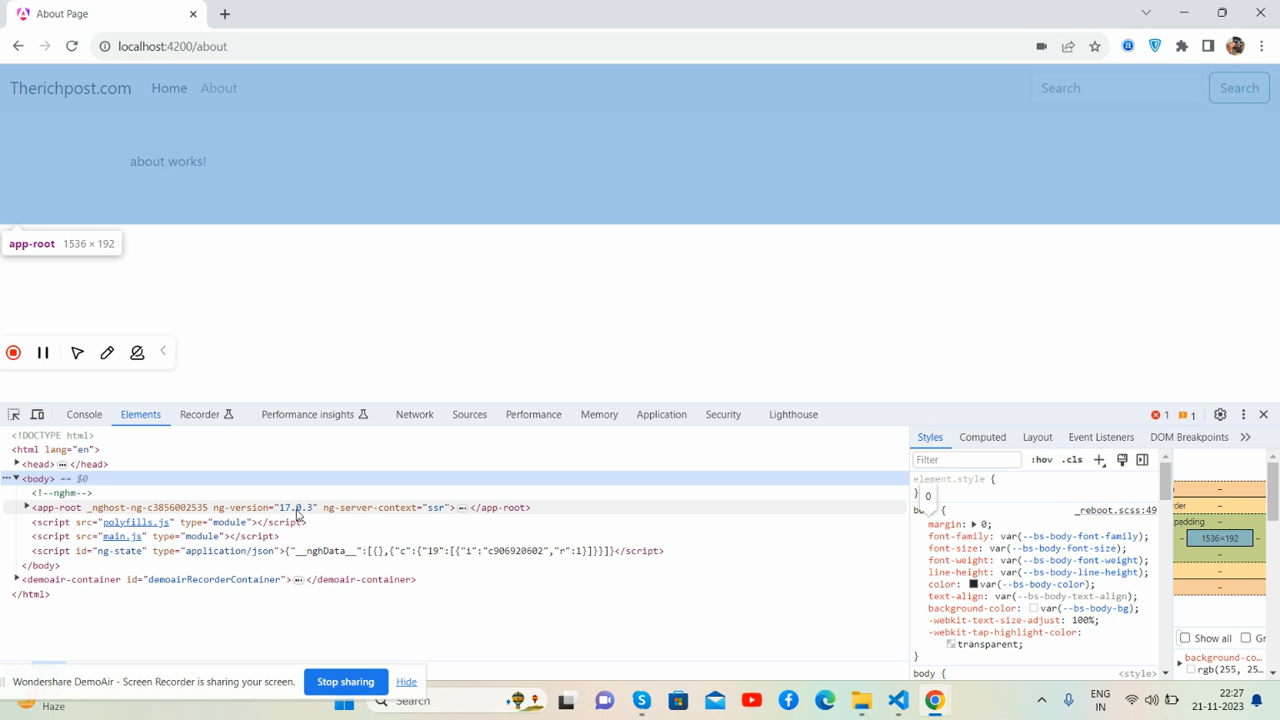 About Page
localhost:4200/about
Therichpost.com Home About Search Search
about works!
app-root 1536 × 192
Console Elements Recorder Performance insights Network Sources Performance Memory Application Security Lighthouse 1 1
<!DOCTYPE html>
<html lang="en">
<head> </head>
<body> == $0
<!--nghm-->
<app-root _nghost-ng-c3856002535 ng-version="17.0.3" ng-server-context="ssr"> </app-root>
<script src="polyfills.js" type="module"></script>
<script src="main.js" type="module"></script>
<script id="ng-state" type="application/json">{"__nghData__":[{},{"c":{"19":[{"i":"c906920602","r":1}]}}]}</script>
</body>
<demoair-container id="demoairRecorderContainer"> </demoair-container>
</html>
Styles Computed Layout Event Listeners DOM Breakpoints
Filter :hov .cls
element.style {
}
0
_reboot.scss:49
margin: 0;
font-family: var(--bs-body-font-family);
font-size: var(--bs-body-font-size);
font-weight: var(--bs-body-font-weight);
line-height: var(--bs-body-line-height);
color: var(--bs-body-color);
text-align: var(--bs-body-text-align);
background-color: var(--bs-body-bg);
-webkit-text-size-adjust: 100%;
-webkit-tap-highlight-color:
transparent;
}
body { <style>
padding
1536×192
Show all
background-co…
rgb(255, 255
Wondershare DemoAir - Screen Recorder is sharing your screen. Stop sharing Hide
Haze
Search
ENG
IN
22:27
21-11-2023